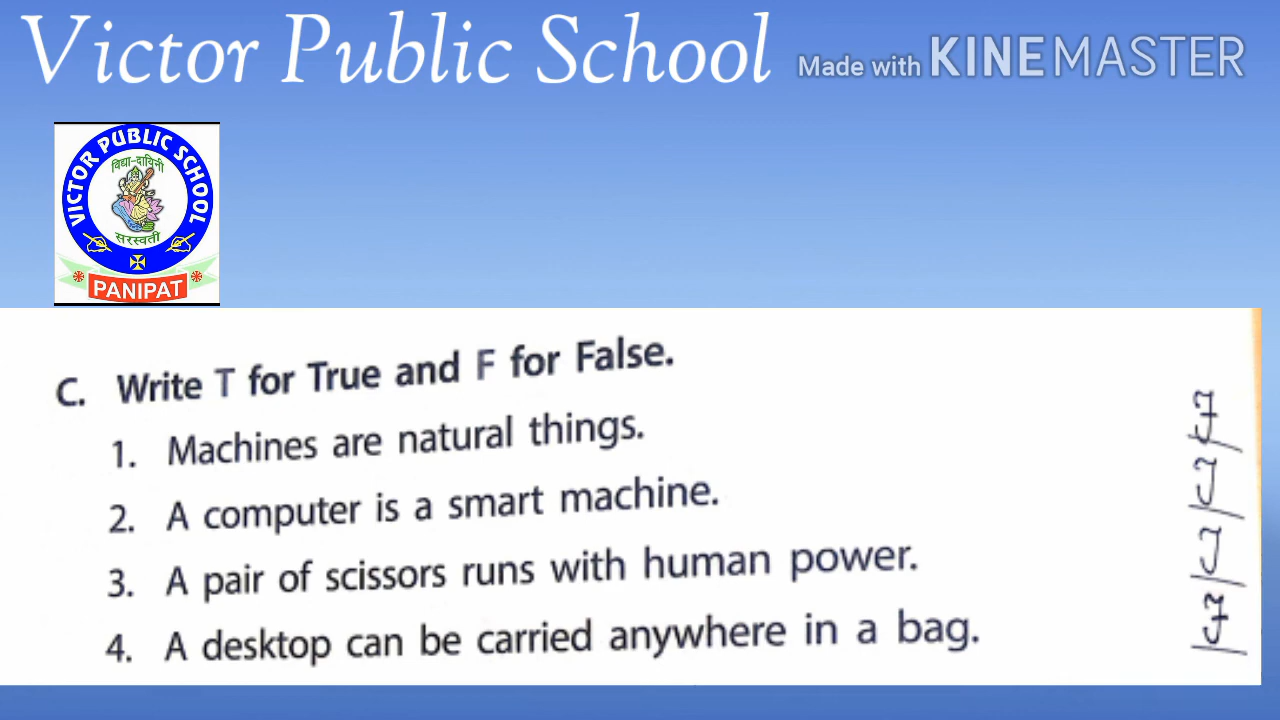 Victor Public School
Made with KINEMASTER
VICTOR PUBLIC SCHOOL
विद्या-दायिनी
सरस्वती
PANIPAT
C. Write T for True and F for False.
1. Machines are natural things. F
2. A computer is a smart machine. T
3. A pair of scissors runs with human power. T
4. A desktop can be carried anywhere in a bag. F